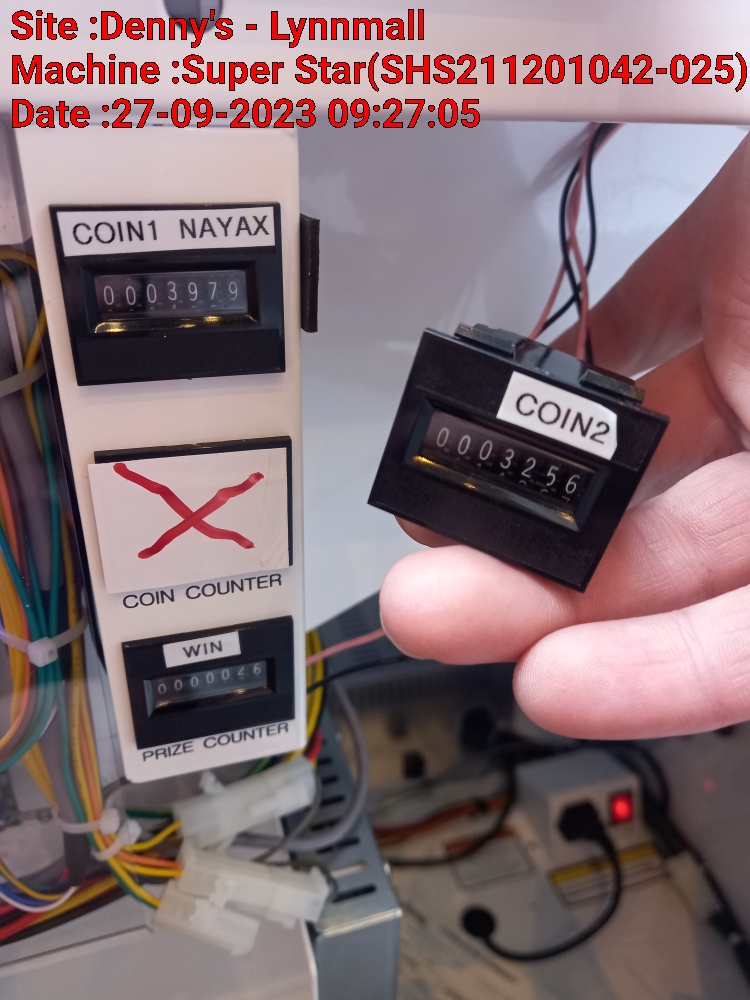 Site :Denny's - Lynnmall
Machine :Super Star(SHS211201042-025)
Date :27-09-2023 09:27:05
COIN1 NAYAX
0003979
COIN2
0003256
COIN COUNTER
WIN
PRIZE COUNTER